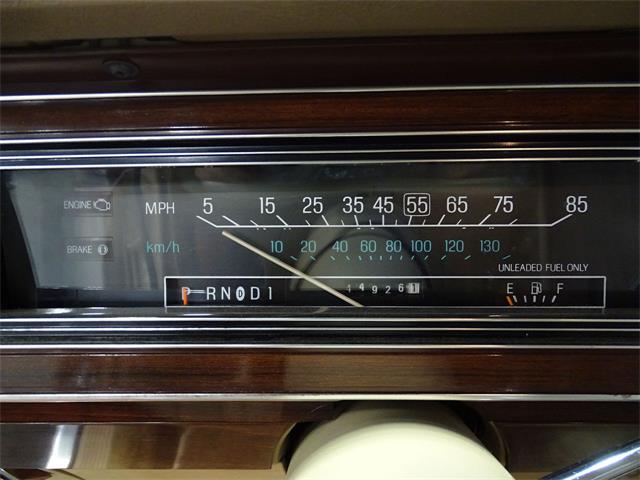 ENGINE
MPH 5 15 25 35 45 55 65 75 85
BRAKE km/h 10 20 40 60 80 100 120 130
UNLEADED FUEL ONLY
P RN D 1
E F